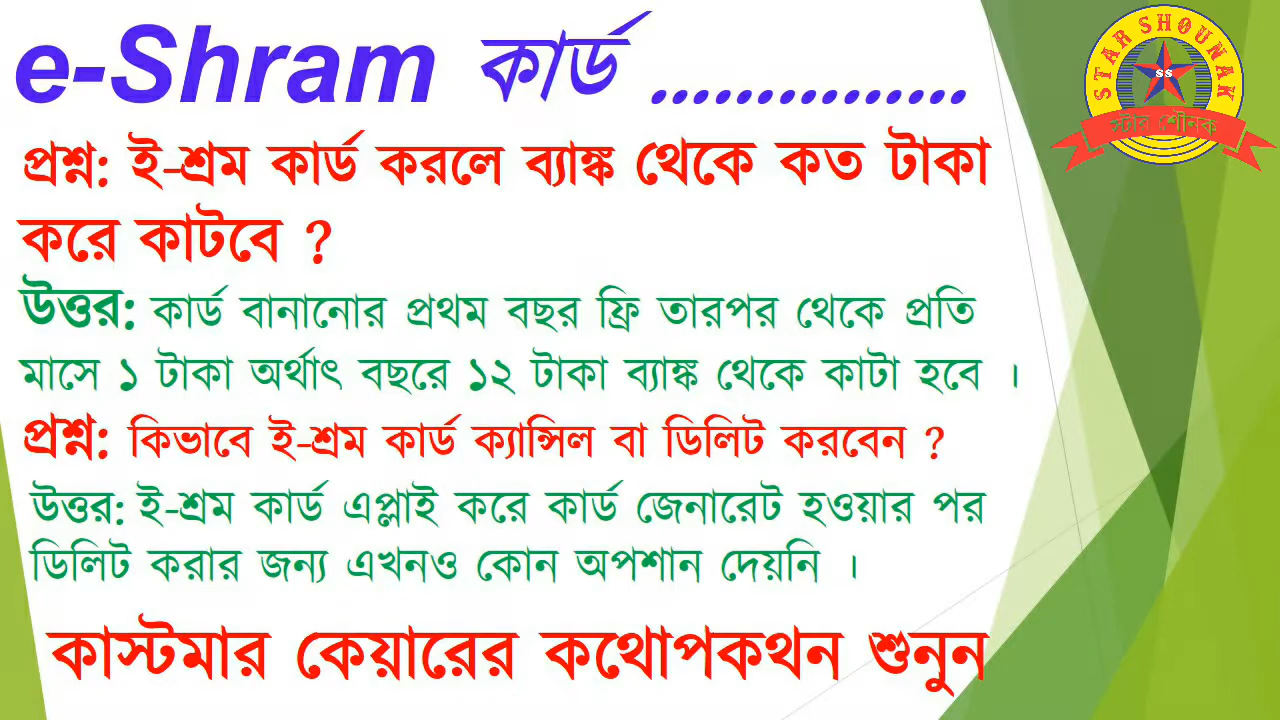 e-Shram কার্ড ...............
STAR SHOUNAK
SS
স্টার শৌনক
প্রশ্ন: ই-শ্রম কার্ড করলে ব্যাঙ্ক থেকে কত টাকা
করে কাটবে ?
উত্তর: কার্ড বানানোর প্রথম বছর ফ্রি তারপর থেকে প্রতি
মাসে ১ টাকা অর্থাৎ বছরে ১২ টাকা ব্যাঙ্ক থেকে কাটা হবে ।
প্রশ্ন: কিভাবে ই-শ্রম কার্ড ক্যান্সিল বা ডিলিট করবেন ?
উত্তর: ই-শ্রম কার্ড এপ্লাই করে কার্ড জেনারেট হওয়ার পর
ডিলিট করার জন্য এখনও কোন অপশান দেয়নি ।
কাস্টমার কেয়ারের কথোপকথন শুনুন